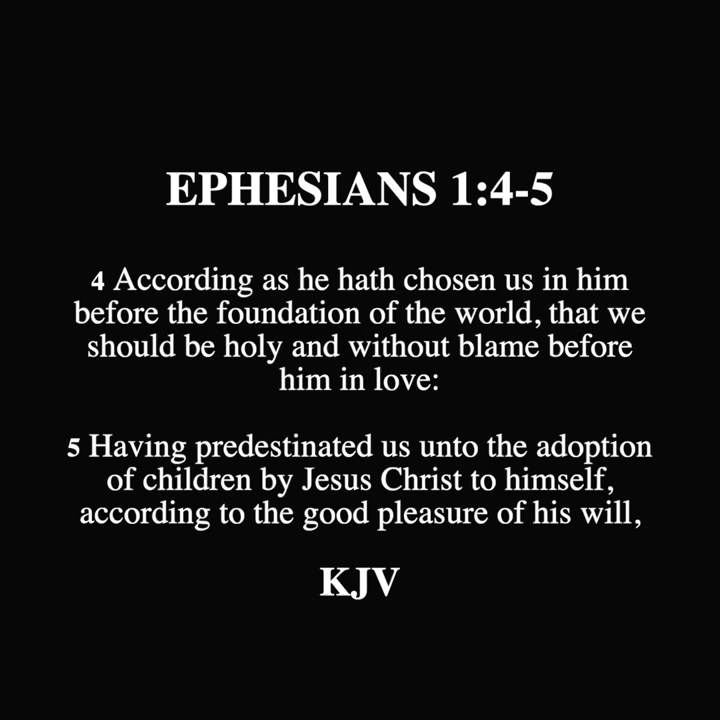 EPHESIANS 1:4-5
4 According as he hath chosen us in him
before the foundation of the world, that we
should be holy and without blame before
him in love:
5 Having predestinated us unto the adoption
of children by Jesus Christ to himself,
according to the good pleasure of his will,
KJV